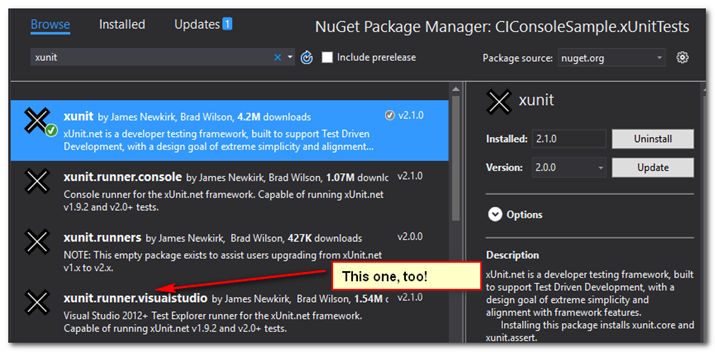 Browse Installed Updates 1 NuGet Package Manager: CIConsoleSample.xUnitTests
xunit Include prerelease Package source: nuget.org
xunit by James Newkirk, Brad Wilson, 4.2M downloads v2.1.0
xUnit.net is a developer testing framework, built to support Test Driven
Development, with a design goal of extreme simplicity and alignment...
xunit.runner.console by James Newkirk, Brad Wilson, 1.07M downlo v2.1.0
Console runner for the xUnit.net framework. Capable of running xUnit.net
v1.9.2 and v2.0+ tests.
xunit.runners by James Newkirk, Brad Wilson, 427K downloads v2.0.0
NOTE: This empty package exists to assist users upgrading from xUnit.net
v1.x to v2.x.
This one, too!
xunit.runner.visualstudio by James Newkirk, Brad Wilson, 1.54M d v2.1.0
Visual Studio 2012+ Test Explorer runner for the xUnit.net framework.
Capable of running xUnit.net v1.9.2 and v2.0+ tests.
xunit
Installed: 2.1.0 Uninstall
Version: 2.0.0 Update
Options
Description
xUnit.net is a developer testing framework, built
to support Test Driven Development, with a
design goal of extreme simplicity and
alignment with framework features.
Installing this package installs xunit.core and
xunit.assert.